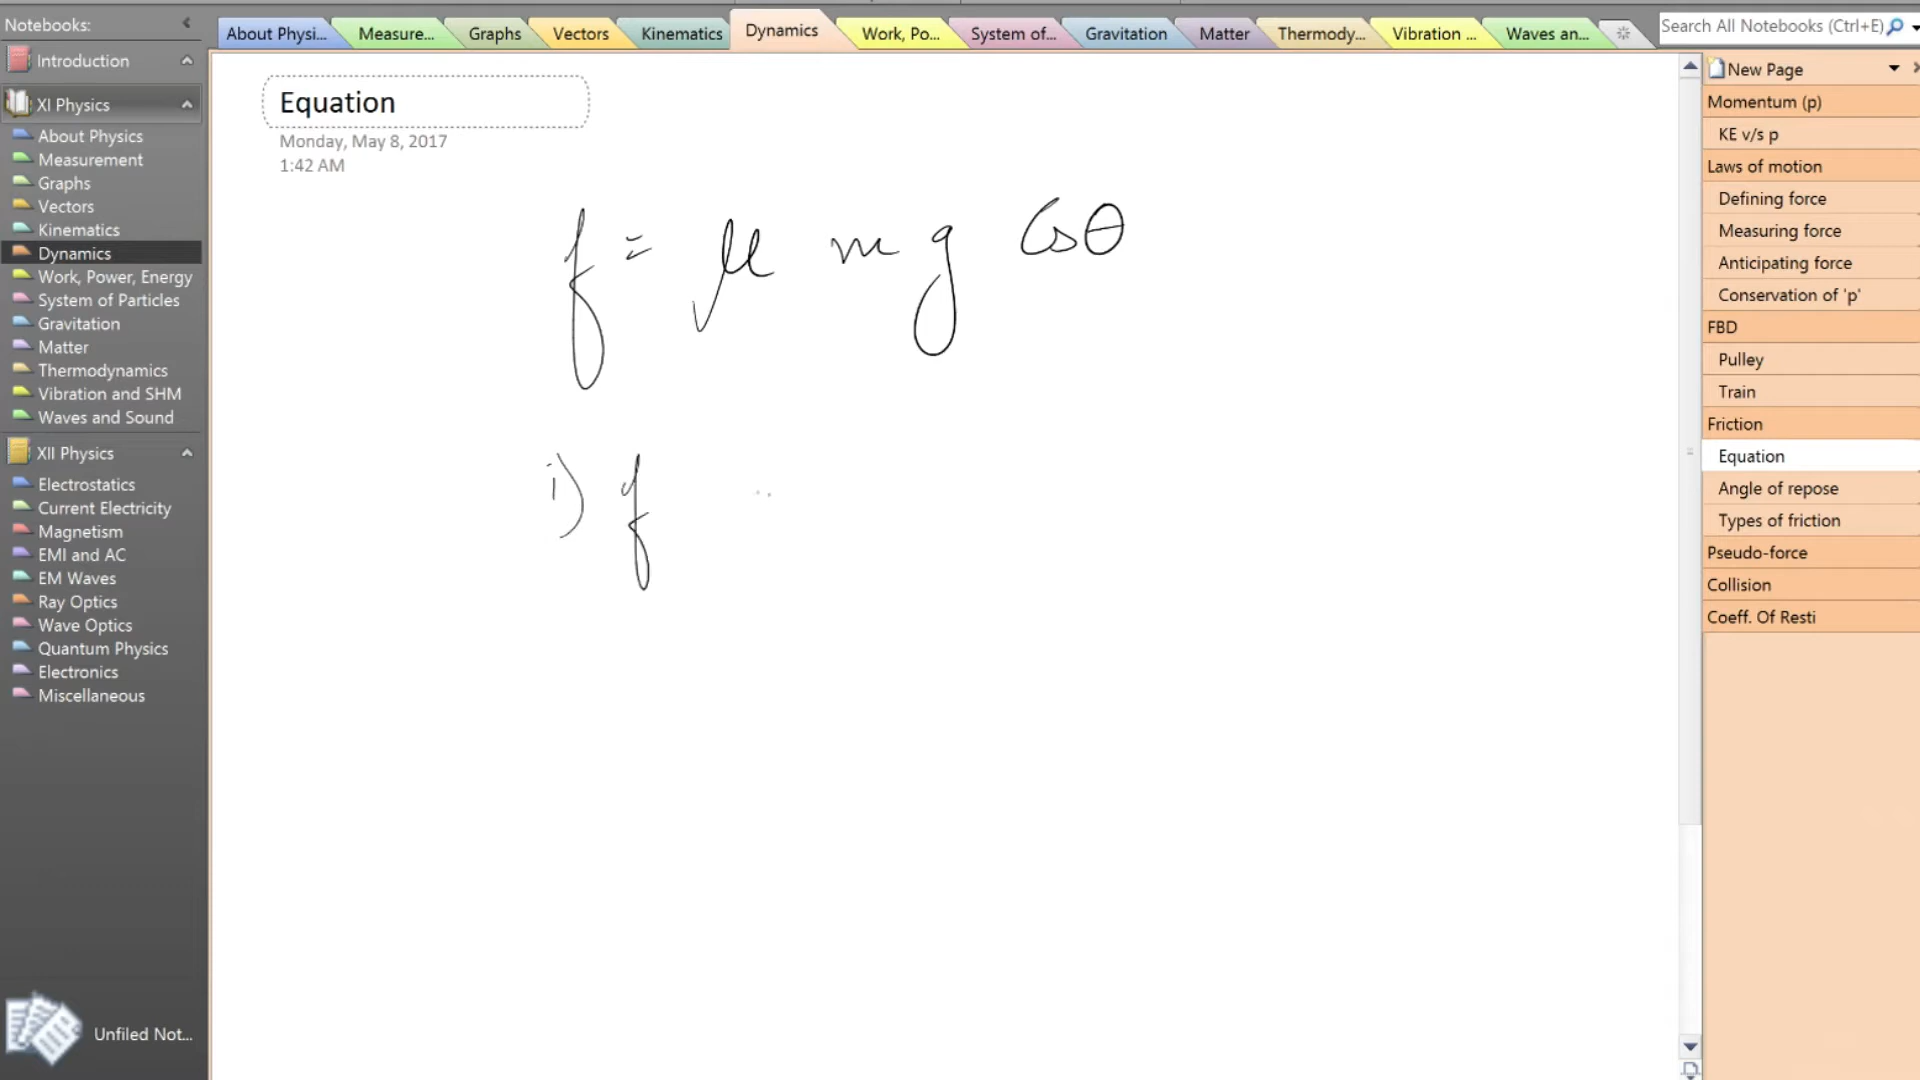 Notebooks:
Introduction
XI Physics
About Physics
Measurement
Graphs
Vectors
Kinematics
Dynamics
Work, Power, Energy
System of Particles
Gravitation
Matter
Thermodynamics
Vibration and SHM
Waves and Sound
XII Physics
Electrostatics
Current Electricity
Magnetism
EMI and AC
EM Waves
Ray Optics
Wave Optics
Quantum Physics
Electronics
Miscellaneous
Unfiled Not...
About Physi... Measure... Graphs Vectors Kinematics Dynamics Work, Po... System of... Gravitation Matter Thermody... Vibration ... Waves an...
Search All Notebooks (Ctrl+E)
Equation
Monday, May 8, 2017
1:42 AM
f = μ m g Cosθ
i) f
New Page
Momentum (p)
KE v/s p
Laws of motion
Defining force
Measuring force
Anticipating force
Conservation of 'p'
FBD
Pulley
Train
Friction
Equation
Angle of repose
Types of friction
Pseudo-force
Collision
Coeff. Of Resti